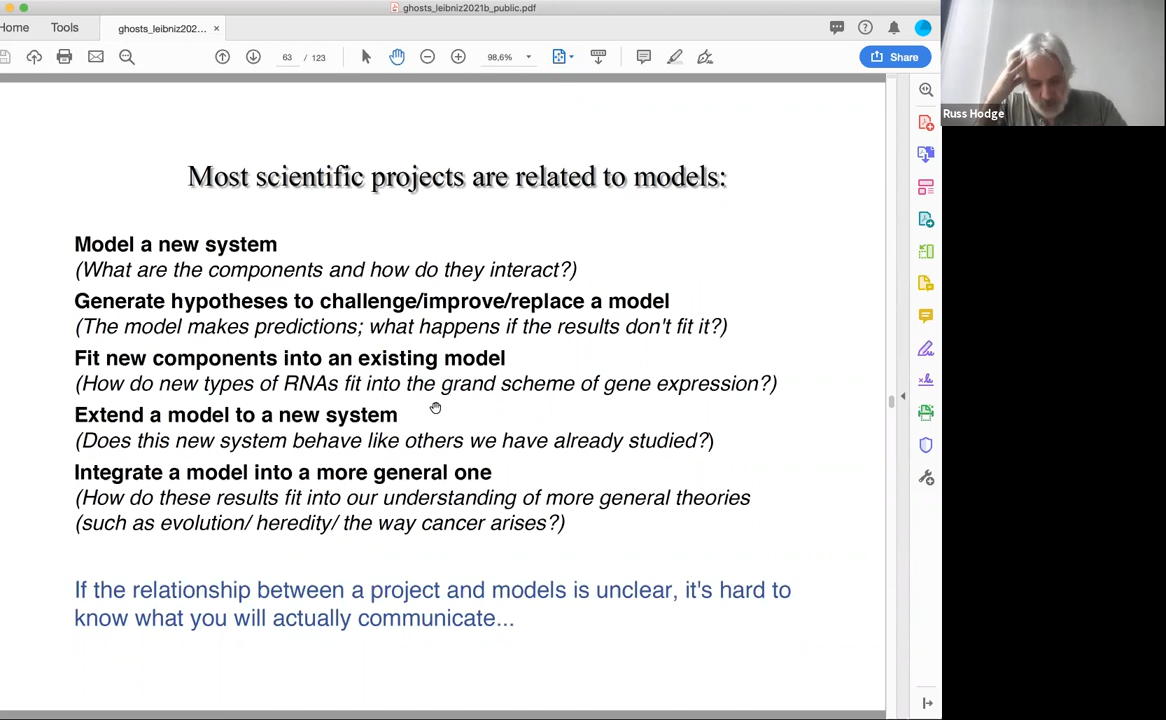 ghosts_leibniz2021b_public.pdf
Home
Tools
ghosts_leibniz202...
63 / 123
98,6%
Share
Russ Hodge
Most scientific projects are related to models:
Model a new system
(What are the components and how do they interact?)
Generate hypotheses to challenge/improve/replace a model
(The model makes predictions; what happens if the results don't fit it?)
Fit new components into an existing model
(How do new types of RNAs fit into the grand scheme of gene expression?)
Extend a model to a new system
(Does this new system behave like others we have already studied?)
Integrate a model into a more general one
(How do these results fit into our understanding of more general theories
(such as evolution/ heredity/ the way cancer arises?)
If the relationship between a project and models is unclear, it's hard to
know what you will actually communicate...